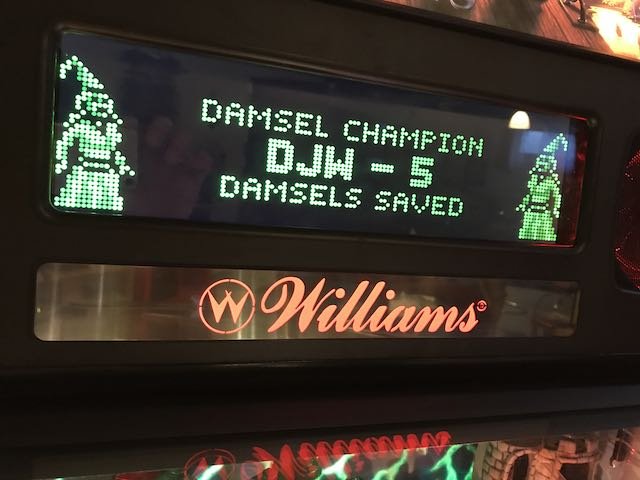 DAMSEL CHAMPION
DJW - 5
DAMSELS SAVED
W Williams®